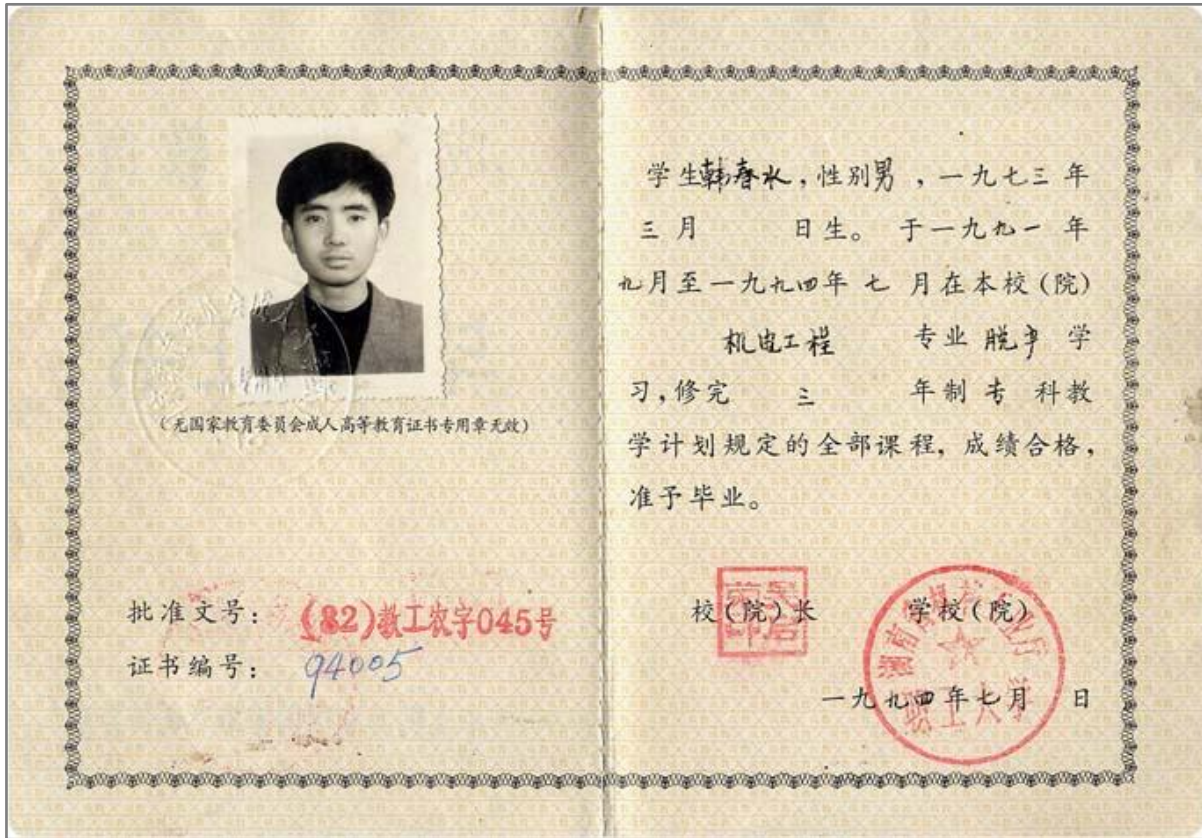 (无国家教育委员会成人高等教育证书专用章无效)
批准文号: (82)教工农字045号
证书编号: 94005
学生韩春水,性别男,一九七三年
三月 日生。于一九九一年
九月至一九九四年七月在本校(院)
机电工程 专业脱产学
习,修完 三 年制专科教
学计划规定的全部课程,成绩合格,
准予毕业。
校(院)长 学校(院)
一九九四年七月 日
职工大学